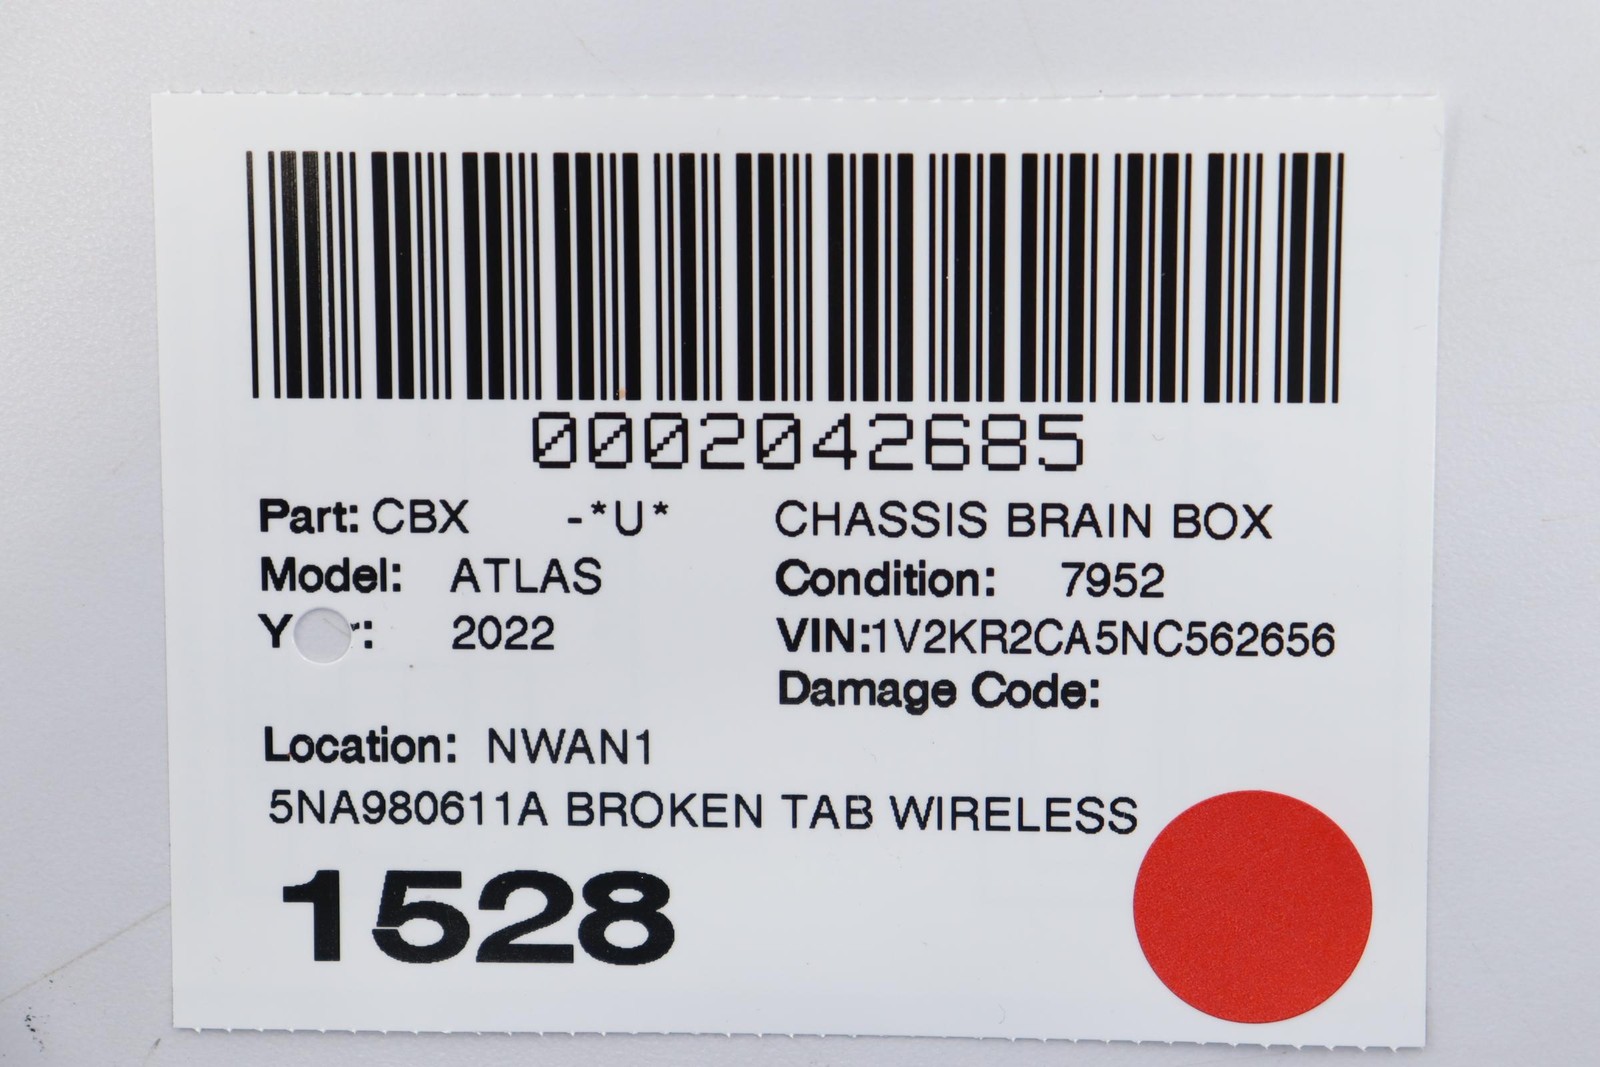 0002042685
Part: CBX -*U* CHASSIS BRAIN BOX
Model: ATLAS Condition: 7952
2022 VIN:1V2KR2CA5NC562656
Damage Code:
Location: NWAN1
5NA980611A BROKEN TAB WIRELESS
1528